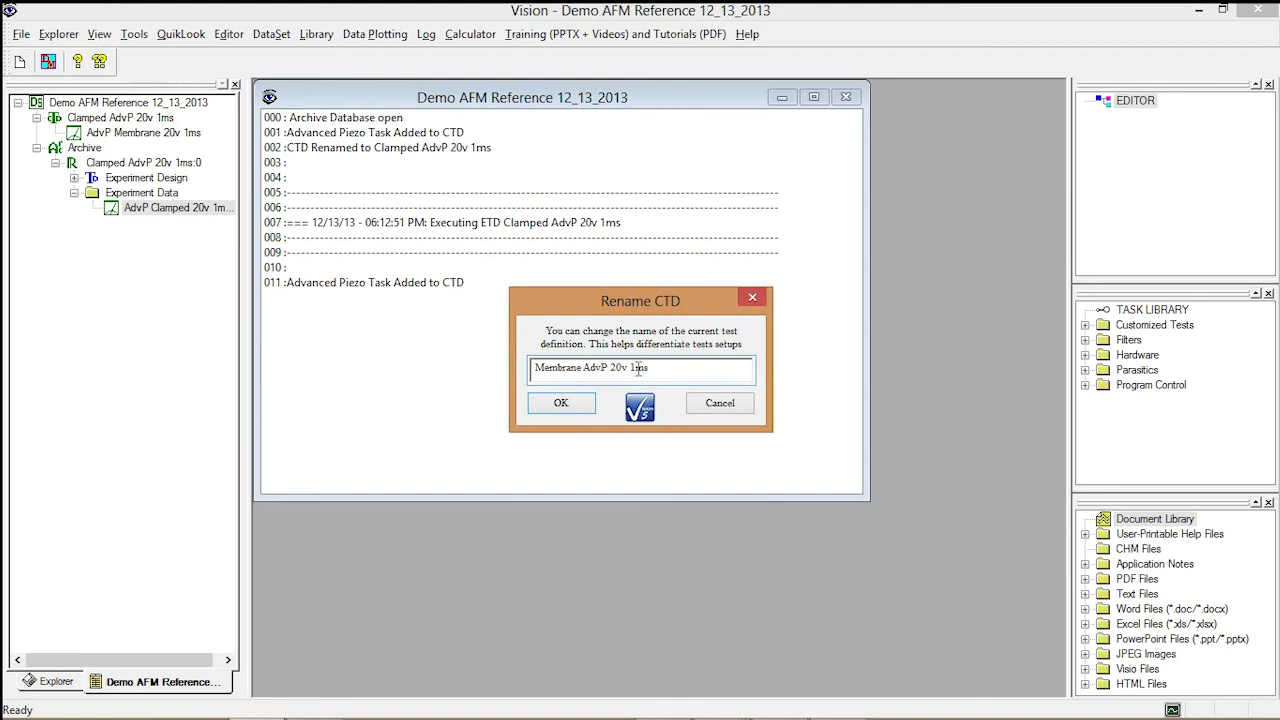 Vision - Demo AFM Reference 12_13_2013
File Explorer View Tools QuikLook Editor DataSet Library Data Plotting Log Calculator Training (PPTX + Videos) and Tutorials (PDF) Help
Demo AFM Reference 12_13_2013
Clamped AdvP 20v 1ms
AdvP Membrane 20v 1ms
Archive
Clamped AdvP 20v 1ms:0
Experiment Design
Experiment Data
AdvP Clamped 20v 1m...
Explorer
Demo AFM Reference...
Demo AFM Reference 12_13_2013
000 : Archive Database open
001 :Advanced Piezo Task Added to CTD
002 :CTD Renamed to Clamped AdvP 20v 1ms
003 :
004 :
005 :-----------------------------------------------------------------------------------
006 :-----------------------------------------------------------------------------------
007 :=== 12/13/13 - 06:12:51 PM: Executing ETD Clamped AdvP 20v 1ms
008 :-----------------------------------------------------------------------------------
009 :-----------------------------------------------------------------------------------
010 :
011 :Advanced Piezo Task Added to CTD
Rename CTD
You can change the name of the current test
definition. This helps differentiate tests setups
Membrane AdvP 20v 1ms
OK
Cancel
EDITOR
TASK LIBRARY
Customized Tests
Filters
Hardware
Parasitics
Program Control
Document Library
User-Printable Help Files
CHM Files
Application Notes
PDF Files
Text Files
Word Files (*.doc/*.docx)
Excel Files (*.xls/*.xlsx)
PowerPoint Files (*.ppt/*.pptx)
JPEG Images
Visio Files
HTML Files
Ready